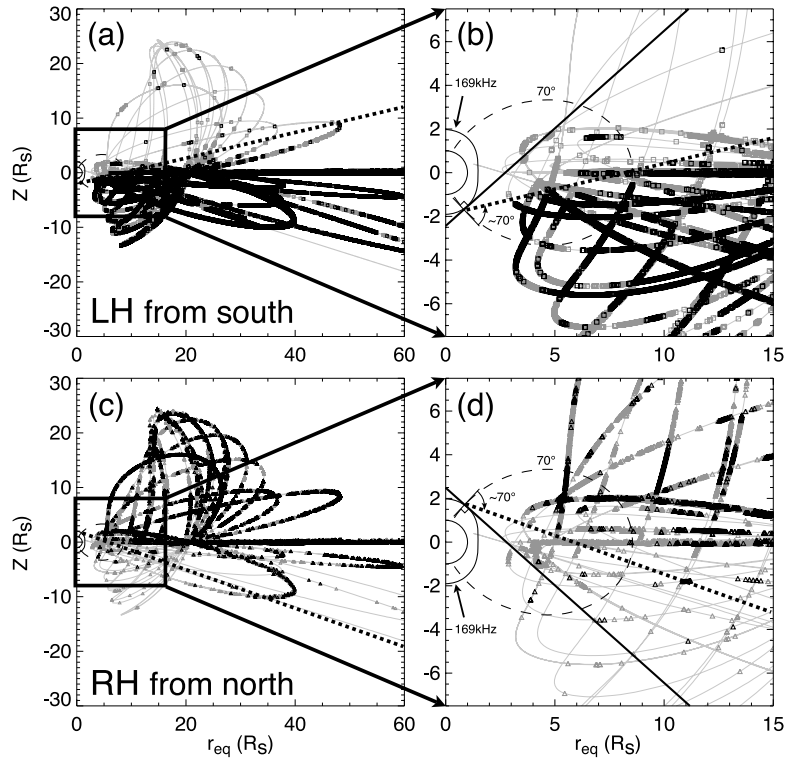 (a)
30
20
10
0
-10
-20
-30
Z (R_S)
LH from south
0 20 40 60
(b)
169kHz
70°
~70°
6
4
2
0
-2
-4
-6
0 5 10 15
(c)
30
20
10
0
-10
-20
-30
Z (R_S)
RH from north
0 20 40 60
r_eq (R_S)
(d)
70°
~70°
169kHz
6
4
2
0
-2
-4
-6
0 5 10 15
r_eq (R_S)